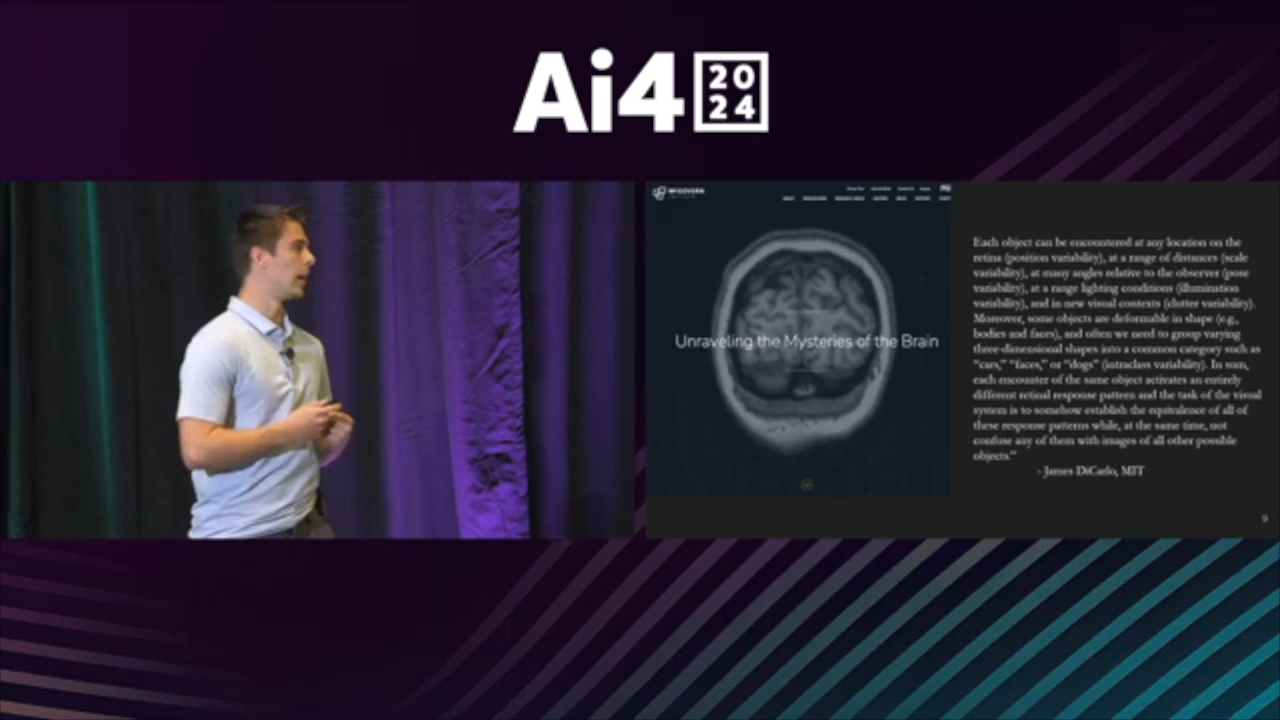 Ai4
20
24
McGOVERN
Unraveling the Mysteries of the Brain
Each object can be encountered at any location on the
retina (position variability), at a range of distances (scale
variability), at many angles relative to the observer (pose
variability), at a range lighting conditions (illumination
variability), and in new visual contexts (clutter variability).
Moreover, some objects are deformable in shape (e.g.,
bodies and faces), and often we need to group varying
three-dimensional shapes into a common category such as
"cars," "faces," or "dogs" (intraclass variability). In sum,
each encounter of the same object activates an entirely
different retinal response pattern and the task of the visual
system is to somehow establish the equivalence of all of
these response patterns while, at the same time, not
confuse any of them with images of all other possible
objects."
- James DiCarlo, MIT
9